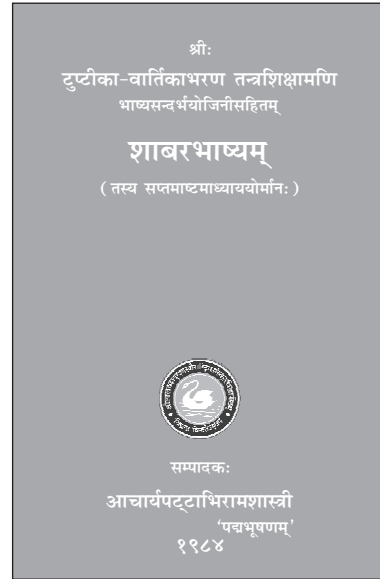 श्रीः
टुप्टीका-वार्तिकाभरण तन्त्रशिक्षामणि
भाष्यसन्दर्भयोजिनीसहितम्
शाबरभाष्यम्
( तस्य सप्तमाष्टमाध्याययोर्मानः )
सम्पादकः
आचार्यपट्टाभिरामशास्त्री
‘पद्मभूषणम्’
१९८४